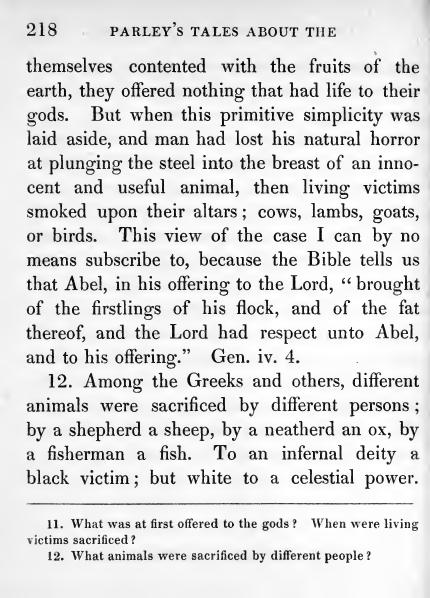 218 PARLEY'S TALES ABOUT THE
themselves contented with the fruits of the
earth, they offered nothing that had life to their
gods. But when this primitive simplicity was
laid aside, and man had lost his natural horror
at plunging the steel into the breast of an inno-
cent and useful animal, then living victims
smoked upon their altars; cows, lambs, goats,
or birds. This view of the case I can by no
means subscribe to, because the Bible tells us
that Abel, in his offering to the Lord, "brought
of the firstlings of his flock, and of the fat
thereof, and the Lord had respect unto Abel,
and to his offering." Gen. iv. 4.
12. Among the Greeks and others, different
animals were sacrificed by different persons;
by a shepherd a sheep, by a neatherd an ox, by
a fisherman a fish. To an infernal deity a
black victim; but white to a celestial power.
11. What was at first offered to the gods? When were living
victims sacrificed?
12. What animals were sacrificed by different people?